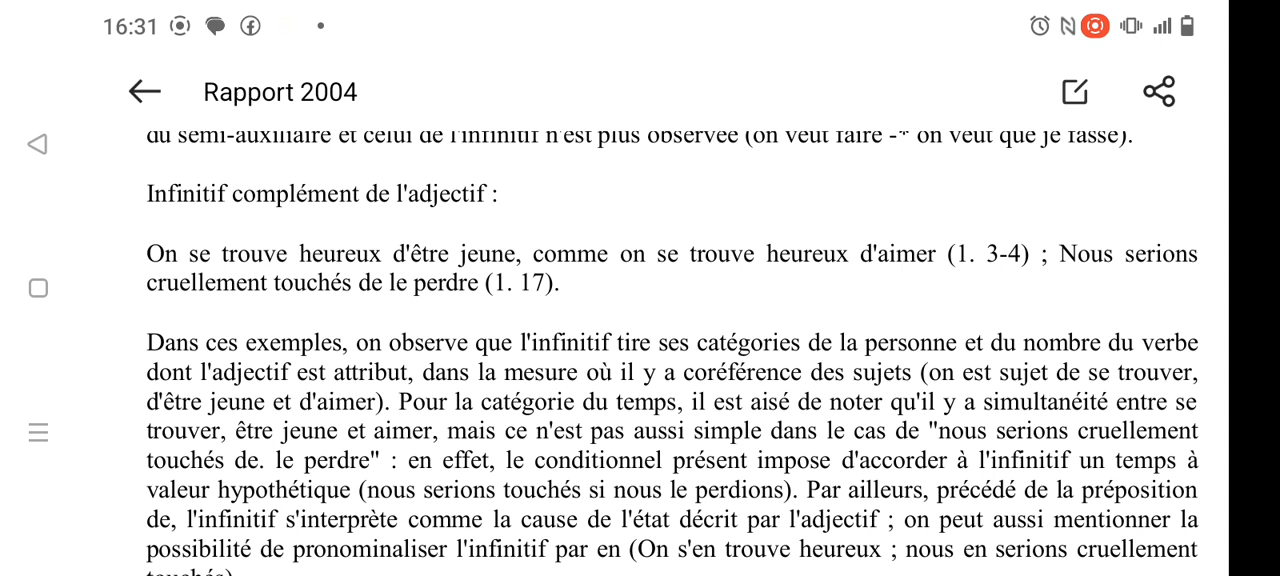 16:31
Rapport 2004
du semi-auxiliaire et celui de l'infinitif n'est plus observée (on veut faire -* on veut que je fasse).
Infinitif complément de l'adjectif :
On se trouve heureux d'être jeune, comme on se trouve heureux d'aimer (1. 3-4) ; Nous serions
cruellement touchés de le perdre (1. 17).
Dans ces exemples, on observe que l'infinitif tire ses catégories de la personne et du nombre du verbe
dont l'adjectif est attribut, dans la mesure où il y a coréférence des sujets (on est sujet de se trouver,
d'être jeune et d'aimer). Pour la catégorie du temps, il est aisé de noter qu'il y a simultanéité entre se
trouver, être jeune et aimer, mais ce n'est pas aussi simple dans le cas de "nous serions cruellement
touchés de. le perdre" : en effet, le conditionnel présent impose d'accorder à l'infinitif un temps à
valeur hypothétique (nous serions touchés si nous le perdions). Par ailleurs, précédé de la préposition
de, l'infinitif s'interprète comme la cause de l'état décrit par l'adjectif ; on peut aussi mentionner la
possibilité de pronominaliser l'infinitif par en (On s'en trouve heureux ; nous en serions cruellement
touchés)